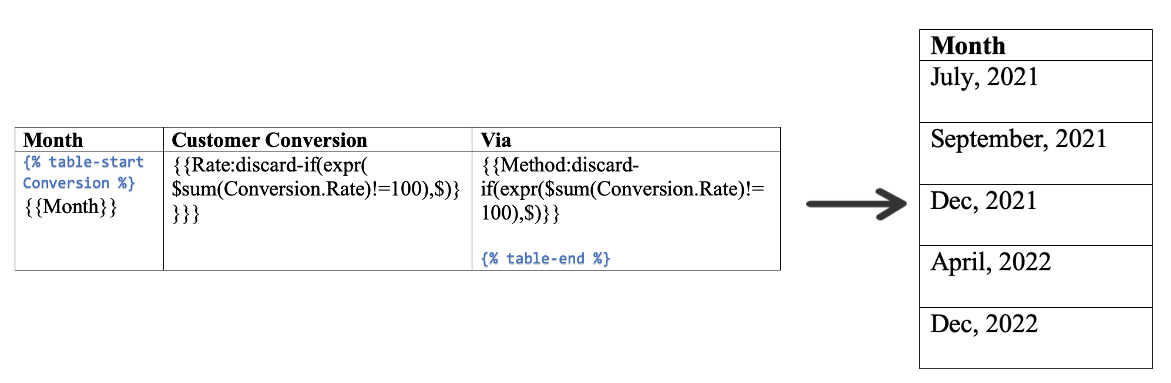 Month
Customer Conversion
Via
{% table-start
Conversion %}
{{Month}}
{{Rate:discard-if(expr(
$sum(Conversion.Rate)!=100),$)}
}}}
{{Method:discard-
if(expr($sum(Conversion.Rate)!=
100),$)}}
{% table-end %}
Month
July, 2021
September, 2021
Dec, 2021
April, 2022
Dec, 2022